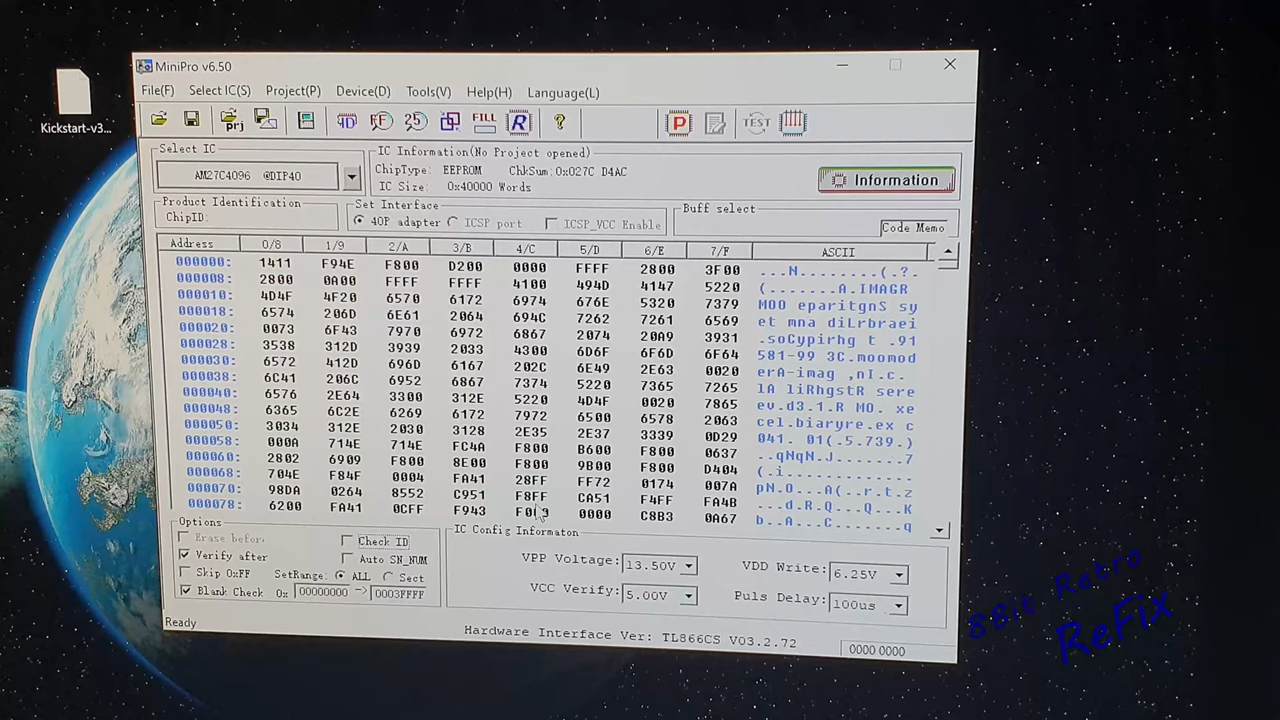 Kickstart-v3...
MiniPro v6.50
File(F) Select IC(S) Project(P) Device(D) Tools(V) Help(H) Language(L)
prj 4D FF 25 FILL R ? P TEST
Select IC
AM27C4096 @DIP40
IC Information(No Project opened)
ChipType: EEPROM ChkSum:0x027C D4AC
IC Size: 0x40000 Words
Information
Product Identification
ChipID:
Set Interface
40P adapter ICSP port ICSP_VCC Enable
Buff select
Code Memo
Address 0/8 1/9 2/A 3/B 4/C 5/D 6/E 7/F ASCII
000000: 1411 F94E F800 D200 0000 FFFF 2800 3F00 ...N........(.?.
000008: 2800 0A00 FFFF FFFF 4100 494D 4147 5220 (.......A.IMAGR
000010: 4D4F 4F20 6570 6172 6974 676E 5320 7379 MOO eparitgnS sy
000018: 6574 206D 6E61 2064 694C 7262 7261 6569 et mna diLrbraei
000020: 0073 6F43 7970 6972 6867 2074 20A9 3931 .soCypirhg t .91
000028: 3538 312D 3939 2033 4300 6D6F 6F6D 6F64 581-99 3C.moomod
000030: 6572 412D 696D 6167 202C 6E49 2E63 0020 erA-imag ,nI.c.
000038: 6C41 206C 6952 6867 7374 5220 7365 7265 lA liRhgstR sere
000040: 6576 2E64 3300 312E 5220 4D4F 0020 7865 ev.d3.1.R MO. xe
000048: 6365 6C2E 6269 6172 7972 6500 6578 2063 cel.biaryre.ex c
000050: 3034 312E 2030 3128 2E35 2E37 3339 0D29 041. 01(.5.739.)
000058: 000A 714E 714E FC4A F800 B600 F800 0637 ..qNqN.J.......7
000060: 2802 6909 F800 8E00 F800 9B00 F800 D404 (.i.............
000068: 704E F84F 0004 FA41 28FF FF72 0174 007A pN.O...A(..r.t.z
000070: 98DA 0264 8552 C951 F8FF CA51 F4FF FA4B ...d.R.Q...Q...K
000078: 6200 FA41 0CFF F943 0000 C8B3 0A67
Options
Erase before
Check ID
Verify after
Auto SN_NUM
Skip 0xFF SetRange: ALL Sect
Blank Check 0x 00000000 -> 0003FFFF
IC Config Informaton
VPP Voltage: 13.50V VDD Write: 6.25V
VCC Verify: 5.00V Puls Delay: 100us
Ready
Hardware Interface Ver: TL866CS V03.2.72
0000 0000
8Bit Retro
ReFix